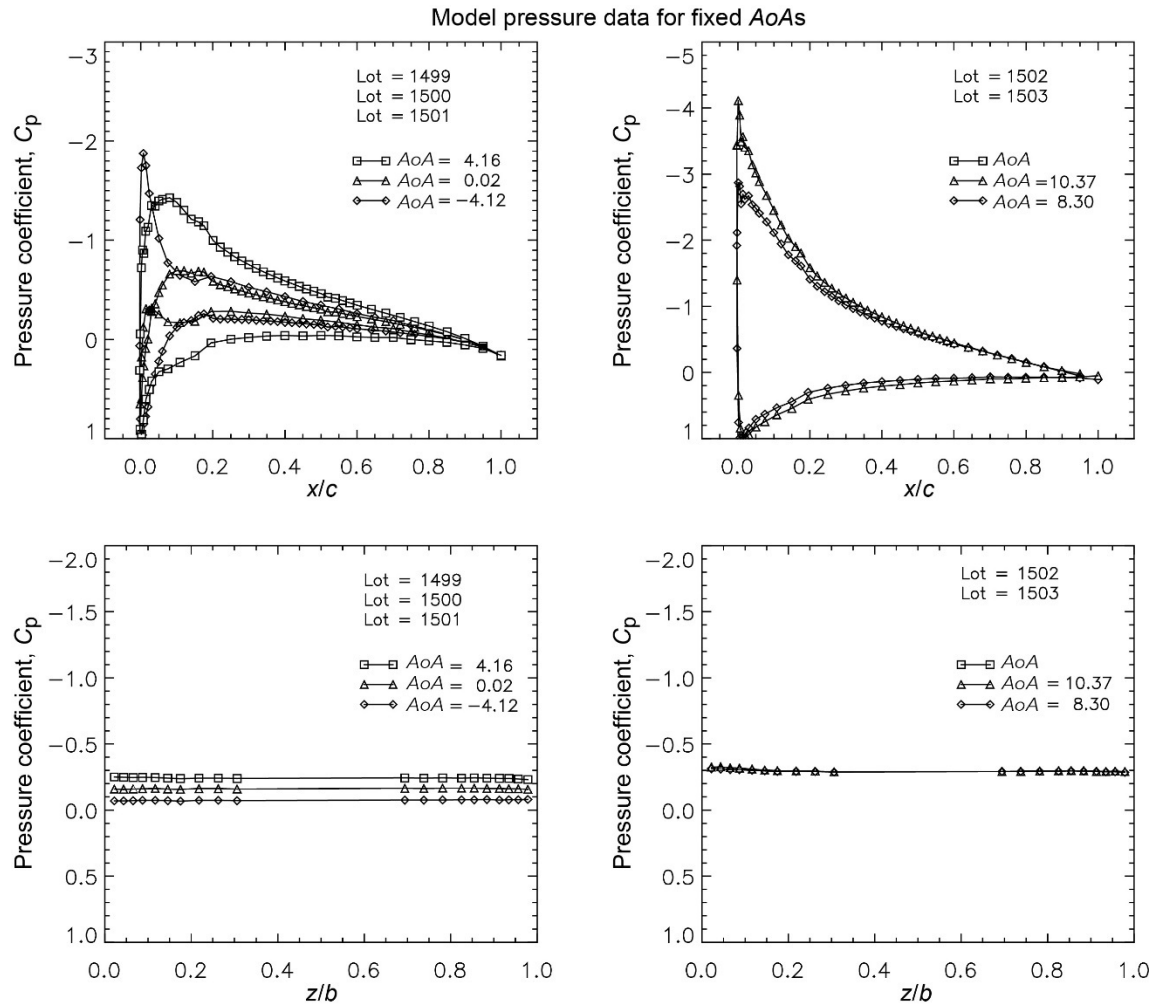 Model pressure data for fixed AoAs
Pressure coefficient, Cp
−3
−2
−1
0
1
Lot = 1499
Lot = 1500
Lot = 1501
AoA = 4.16
AoA = 0.02
AoA = −4.12
0.0 0.2 0.4 0.6 0.8 1.0
x/c
Pressure coefficient, Cp
−5
−4
−3
−2
−1
0
1
Lot = 1502
Lot = 1503
AoA
AoA = 10.37
AoA = 8.30
0.0 0.2 0.4 0.6 0.8 1.0
x/c
Pressure coefficient, Cp
−2.0
−1.5
−1.0
−0.5
0.0
0.5
1.0
Lot = 1499
Lot = 1500
Lot = 1501
AoA = 4.16
AoA = 0.02
AoA = −4.12
0.0 0.2 0.4 0.6 0.8 1.0
z/b
Pressure coefficient, Cp
−2.0
−1.5
−1.0
−0.5
0.0
0.5
1.0
Lot = 1502
Lot = 1503
AoA
AoA = 10.37
AoA = 8.30
0.0 0.2 0.4 0.6 0.8 1.0
z/b